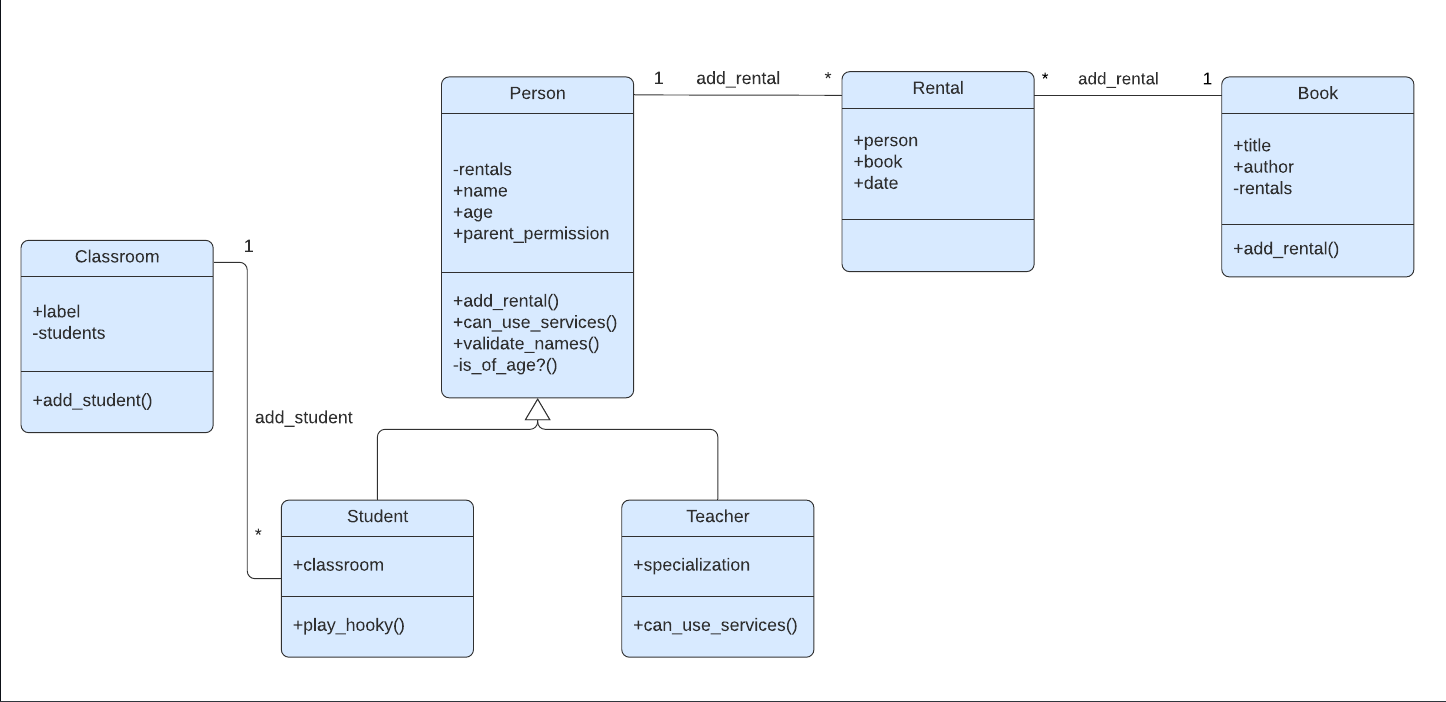 Person
-rentals
+name
+age
+parent_permission
+add_rental()
+can_use_services()
+validate_names()
-is_of_age?()
1
add_rental
*
Rental
+person
+book
+date
*
add_rental
1
Book
+title
+author
-rentals
+add_rental()
Classroom
+label
-students
+add_student()
1
add_student
*
Student
+classroom
+play_hooky()
Teacher
+specialization
+can_use_services()